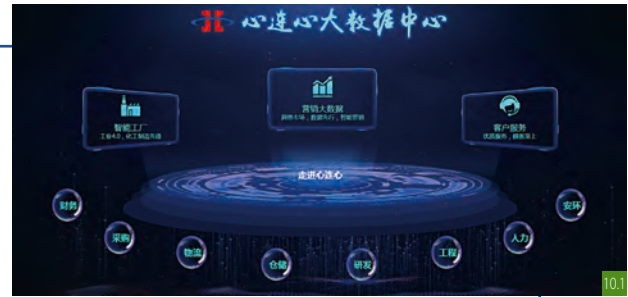 心连心大数据中心
智能工厂
工业4.0，化工制造先锋
营销大数据
客户服务
走进心连心
财务
采购
物流
仓储
研发
工程
人力
安环
10.1